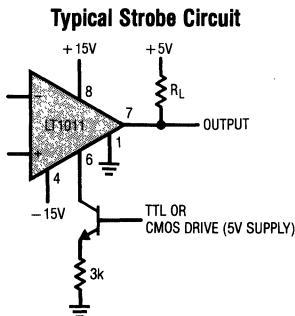 Typical Strobe Circuit
+15V
+5V
8
RL
−
LT1011
7
OUTPUT
1
+
6
4
−15V
TTL OR
CMOS DRIVE (5V SUPPLY)
3k